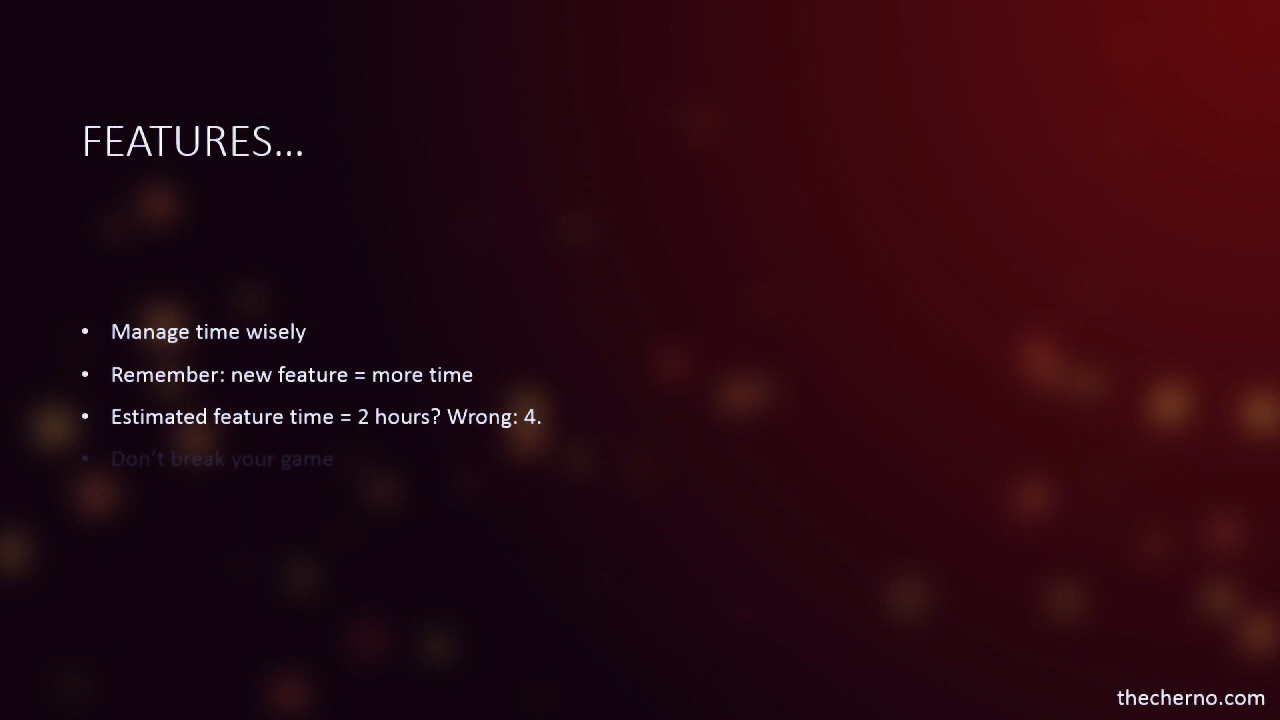 FEATURES...
• Manage time wisely
• Remember: new feature = more time
• Estimated feature time = 2 hours? Wrong: 4.
• Don't break your game
thecherno.com